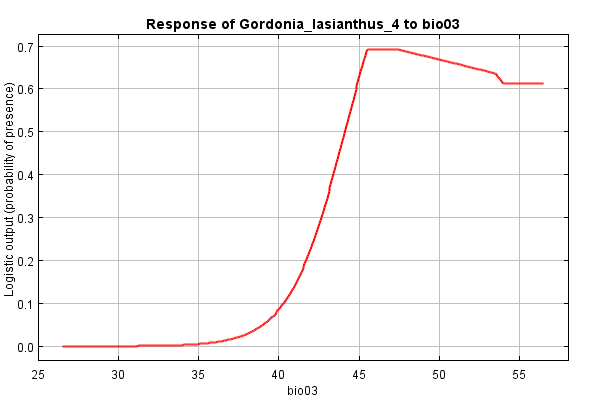 Response of Gordonia_lasianthus_4 to bio03
Logistic output (probability of presence)
0.7
0.6
0.5
0.4
0.3
0.2
0.1
0.0
25 30 35 40 45 50 55
bio03